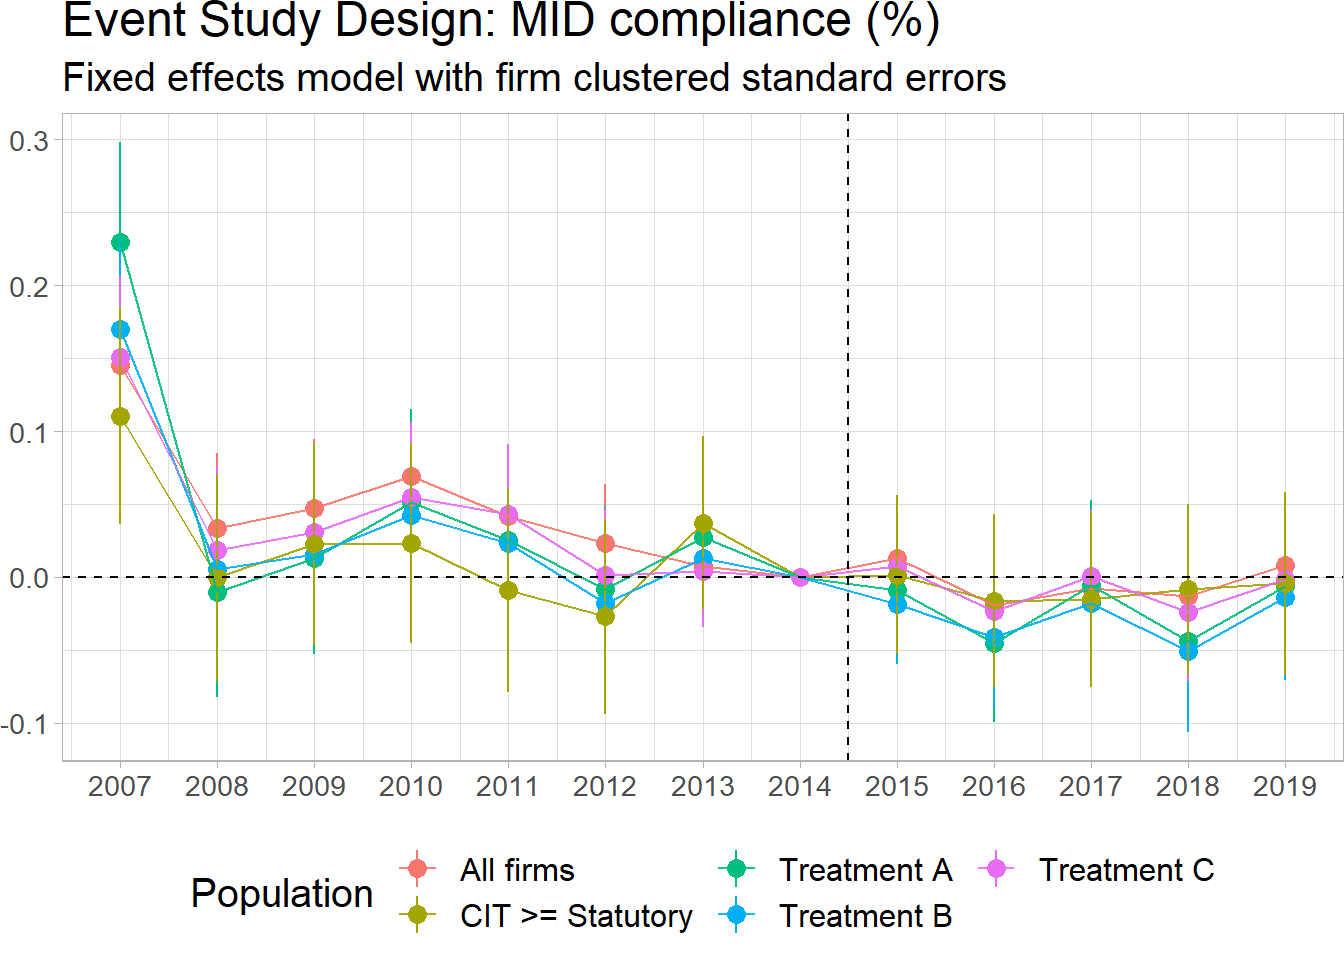 Event Study Design: MID compliance (%)
Fixed effects model with firm clustered standard errors
0.3
0.2
0.1
0.0
-0.1
2007 2008 2009 2010 2011 2012 2013 2014 2015 2016 2017 2018 2019
Population
All firms
CIT >= Statutory
Treatment A
Treatment B
Treatment C